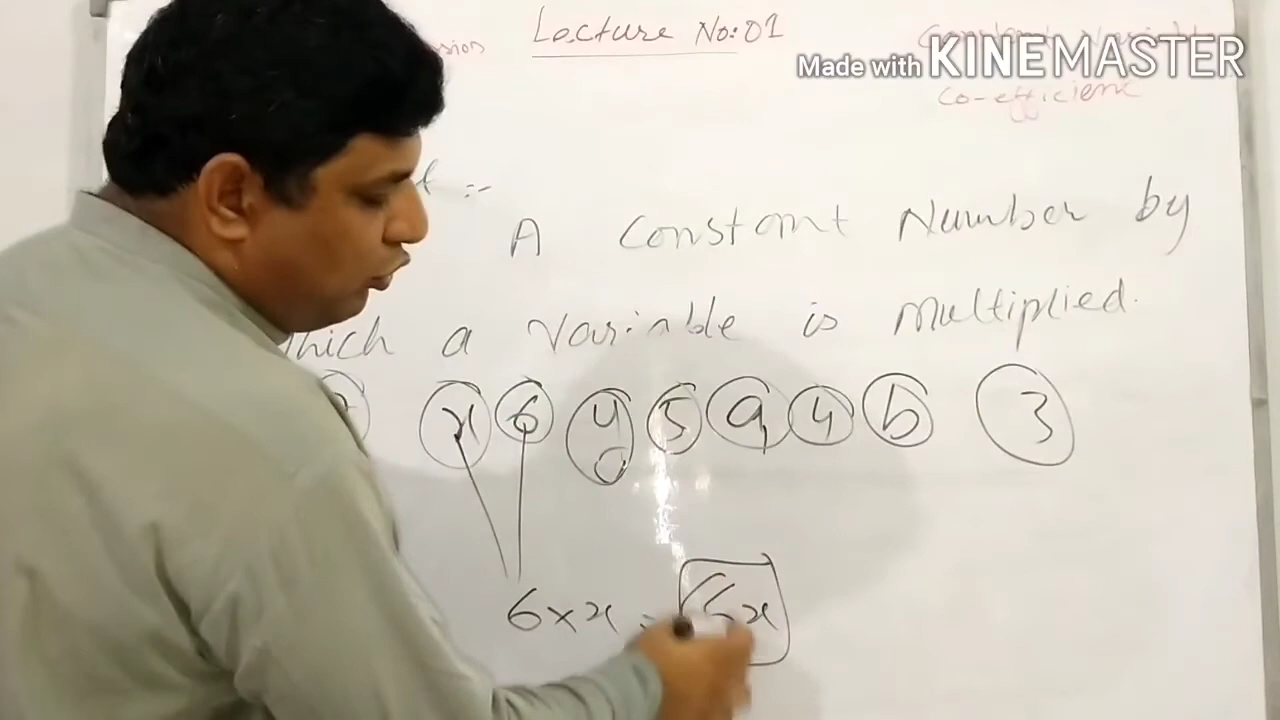 Lecture No:01
Made with KINEMASTER
Co-efficient
A Constant Number by
which a Variable is multiplied.
x 6 y 5 a 4 b 3
6×x = 6x